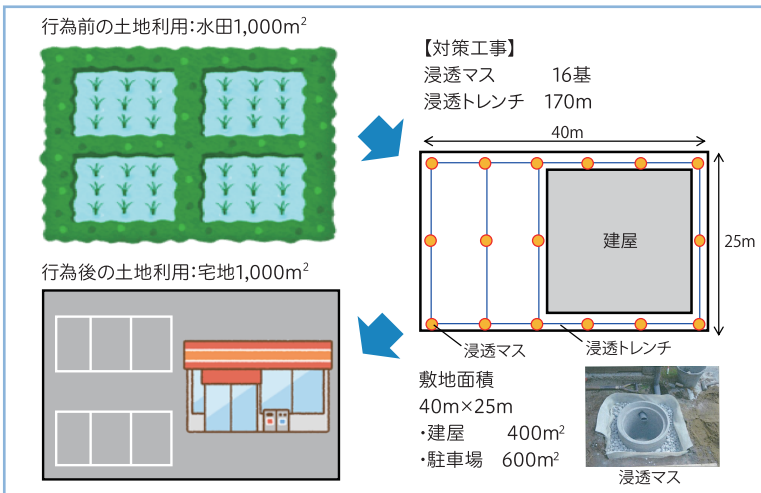 行為前の土地利用:水田1,000m²
【対策工事】
浸透マス 16基
浸透トレンチ 170m
40m
建屋
25m
浸透マス
浸透トレンチ
行為後の土地利用:宅地1,000m²
敷地面積
40m×25m
・建屋 400m²
・駐車場 600m²
浸透マス